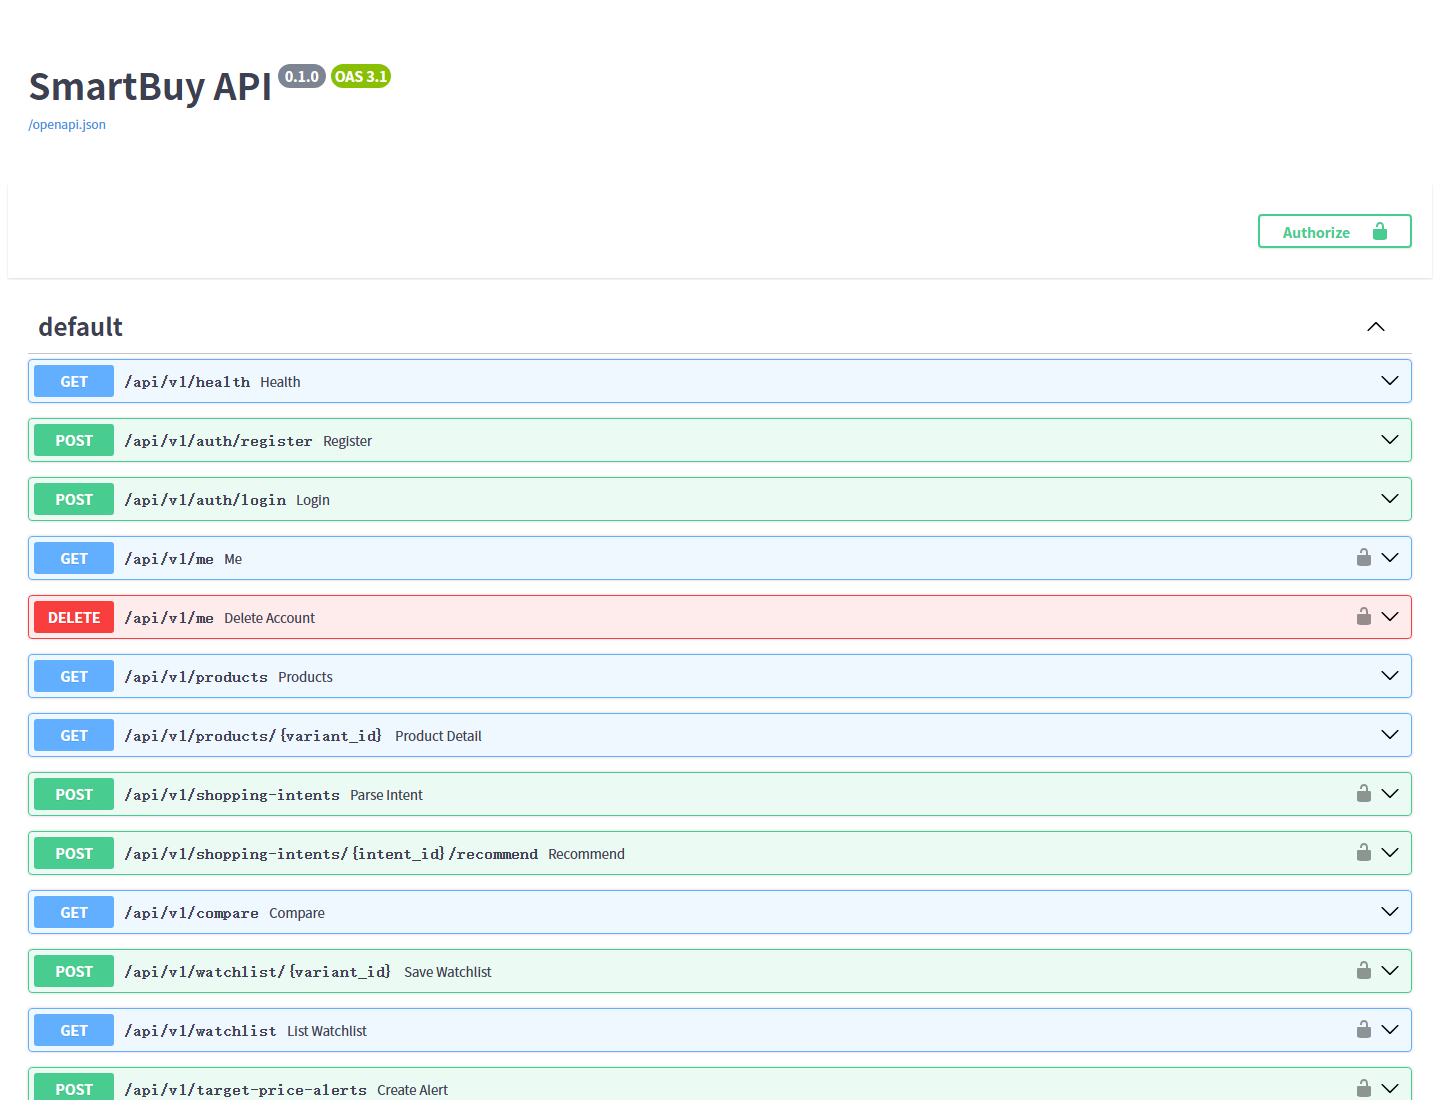 SmartBuy API 0.1.0 OAS 3.1
/openapi.json
Authorize
default
GET /api/v1/health Health
POST /api/v1/auth/register Register
POST /api/v1/auth/login Login
GET /api/v1/me Me
DELETE /api/v1/me Delete Account
GET /api/v1/products Products
GET /api/v1/products/{variant_id} Product Detail
POST /api/v1/shopping-intents Parse Intent
POST /api/v1/shopping-intents/{intent_id}/recommend Recommend
GET /api/v1/compare Compare
POST /api/v1/watchlist/{variant_id} Save Watchlist
GET /api/v1/watchlist List Watchlist
POST /api/v1/target-price-alerts Create Alert